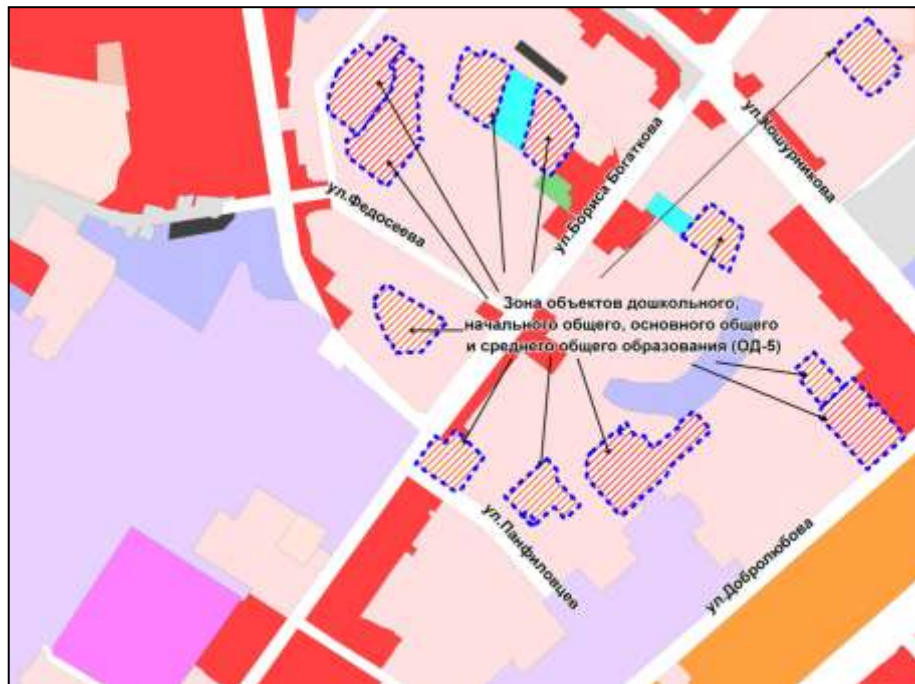 ул.Кошурникова
ул.Бориса Богаткова
ул.Федосеева
Зона объектов дошкольного,
начального общего, основного общего
и среднего общего образования (ОД-5)
ул.Панфиловцев
ул.Добролюбова